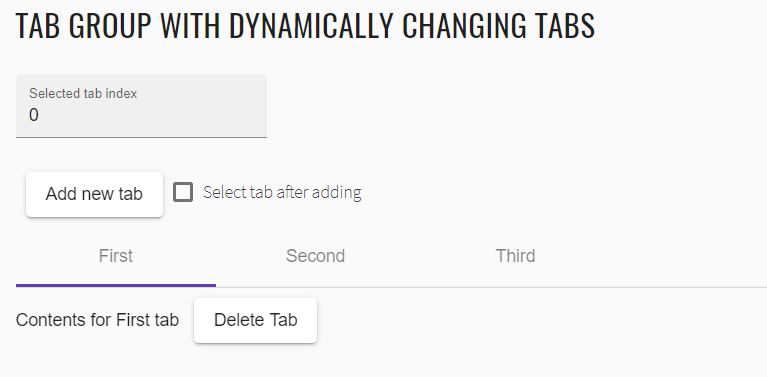 TAB GROUP WITH DYNAMICALLY CHANGING TABS
Selected tab index
0
Add new tab Select tab after adding
First Second Third
Contents for First tab Delete Tab